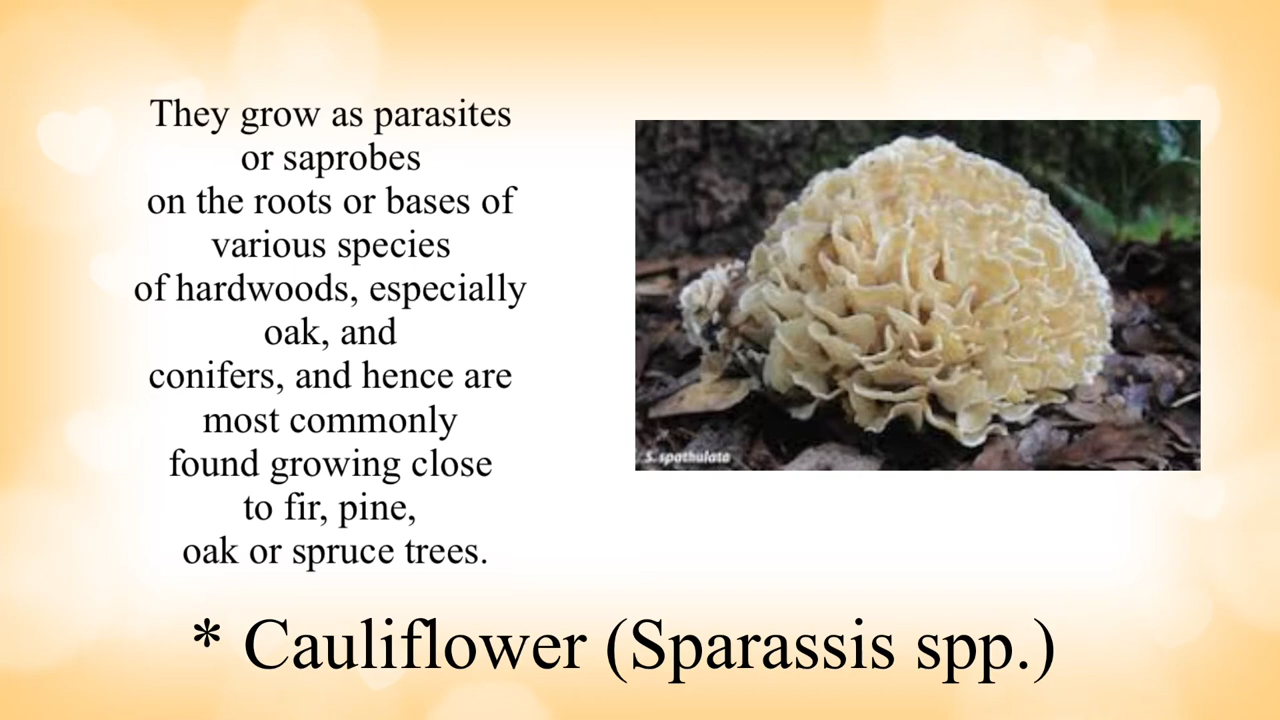 They grow as parasites
or saprobes
on the roots or bases of
various species
of hardwoods, especially
oak, and
conifers, and hence are
most commonly
found growing close
to fir, pine,
oak or spruce trees.
S. spathulata
* Cauliflower (Sparassis spp.)